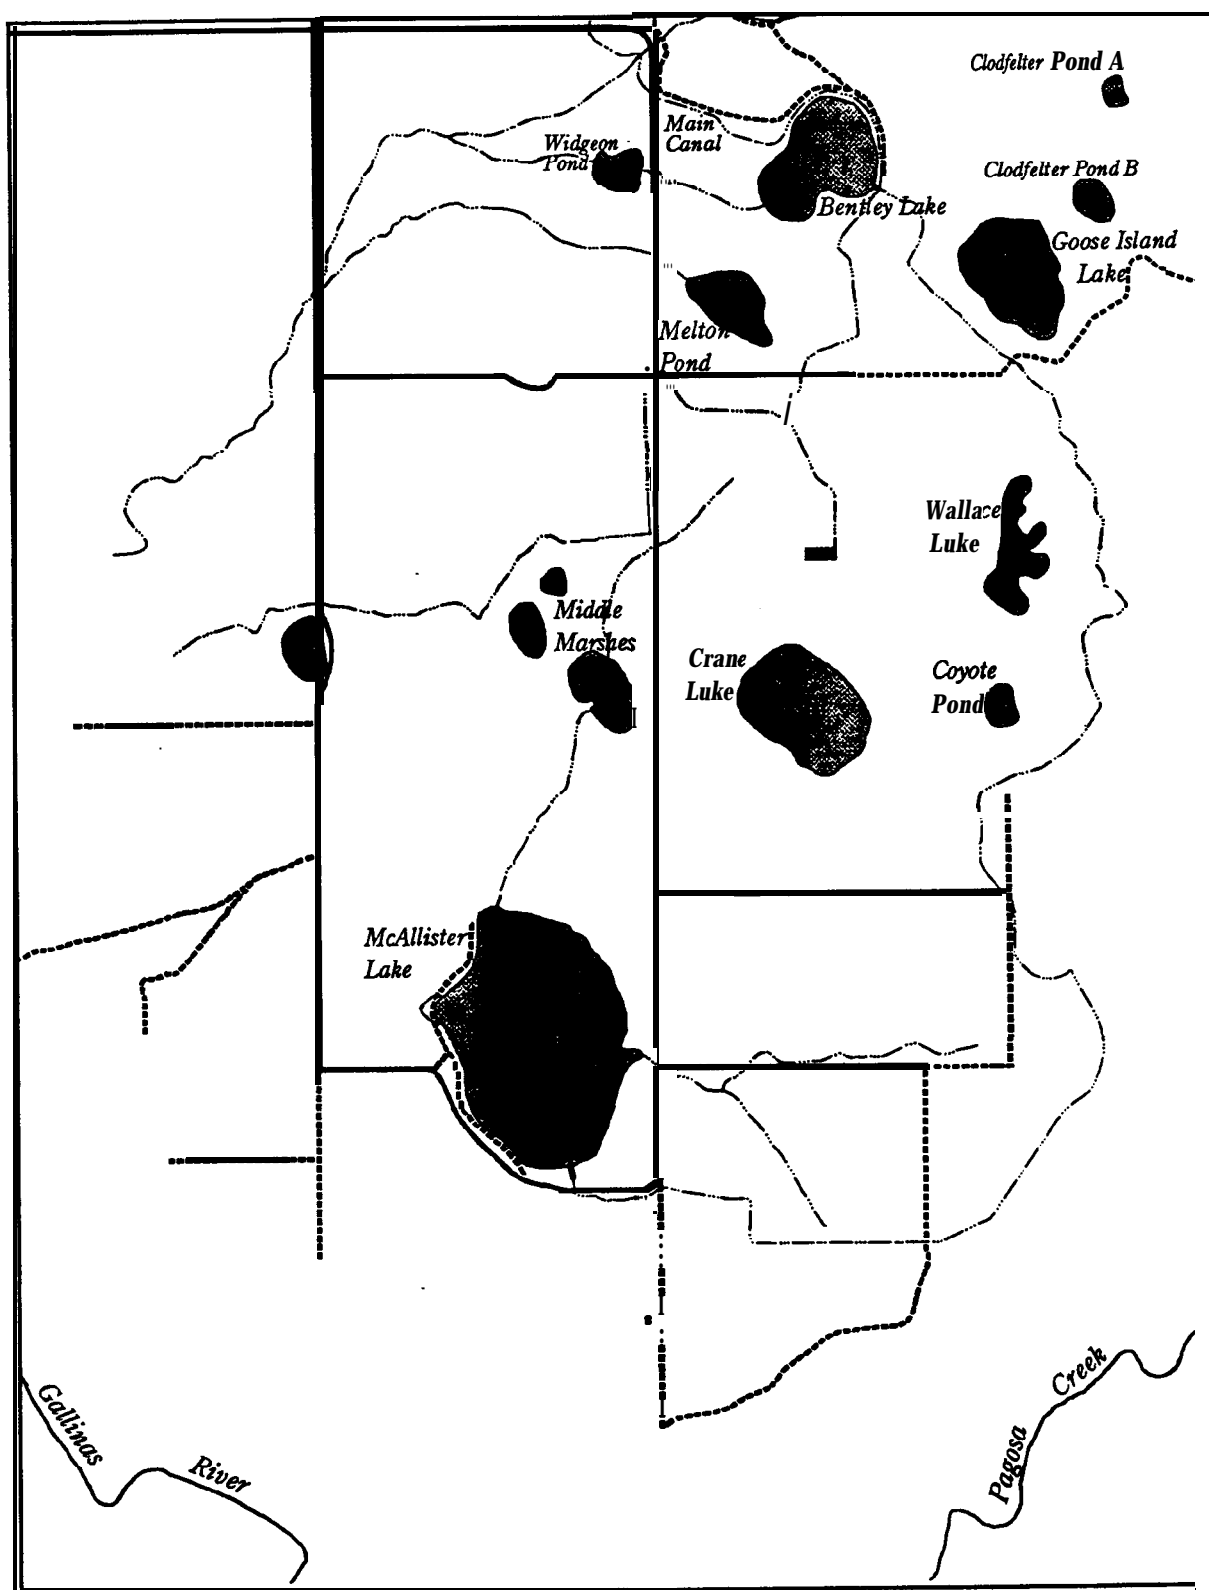 Clodfelter Pond A
Main
Canal
Widgeon
Pond
Clodfelter Pond B
Bentley Lake
Goose Island
Lake
Melton
Pond
Wallace
Luke
Middle
Marshes
Crane
Luke
Coyote
Pond
McAllister
Lake
Gallinas
River
Pagosa
Creek